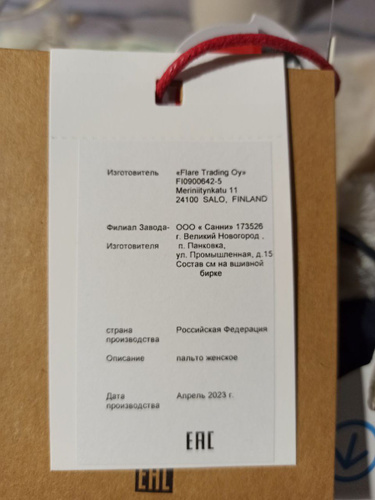 Изготовитель «Flare Trading Oy»
FI0900642-5
Meriniitynkatu 11
24100 SALO, FINLAND
Филиал Завода- ООО « Санни» 173526
г. Великий Новогород ,
Изготовителя п. Панковка,
ул. Промышленная, д.15
Состав см на вшивной
бирке
страна Российская Федерация
производства
Описание пальто женское
Дата Апрель 2023 г.
производства
EAC
EAC